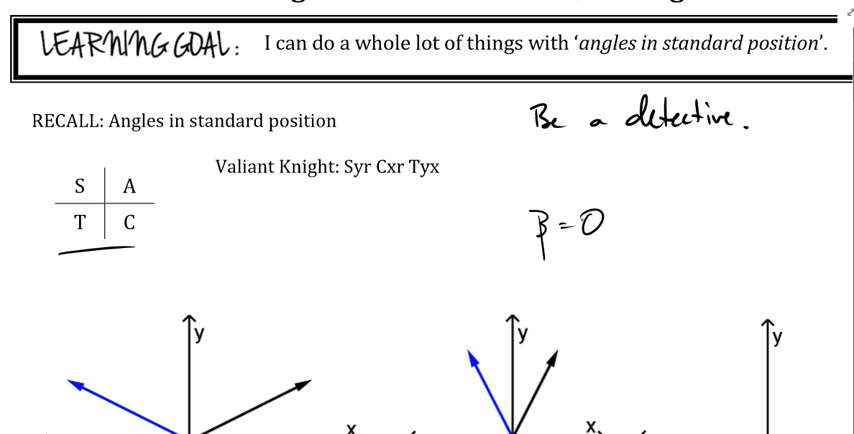 LEARNING GOAL: I can do a whole lot of things with ‘angles in standard position’.
Be a detective.
RECALL: Angles in standard position
Valiant Knight: Syr Cxr Tyx
S A
T C
β = 0
y y y
x x